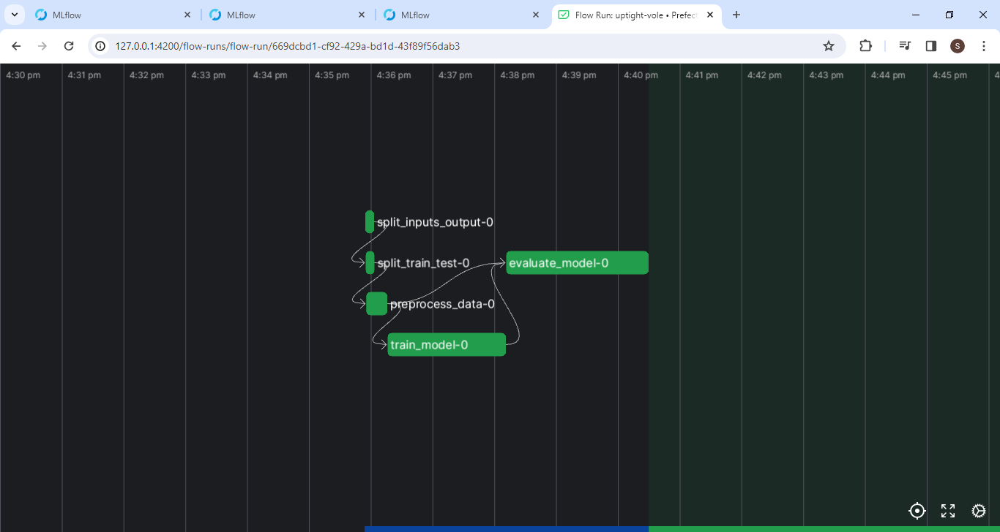 MLflow
MLflow
MLflow
Flow Run: uptight-vole • Prefec
127.0.0.1:4200/flow-runs/flow-run/669dcbd1-cf92-429a-bd1d-43f89f56dab3
S
4:30 pm 4:31 pm 4:32 pm 4:33 pm 4:34 pm 4:35 pm 4:36 pm 4:37 pm 4:38 pm 4:39 pm 4:40 pm 4:41 pm 4:42 pm 4:43 pm 4:44 pm 4:45 pm 4
split_inputs_output-0
split_train_test-0
evaluate_model-0
preprocess_data-0
train_model-0